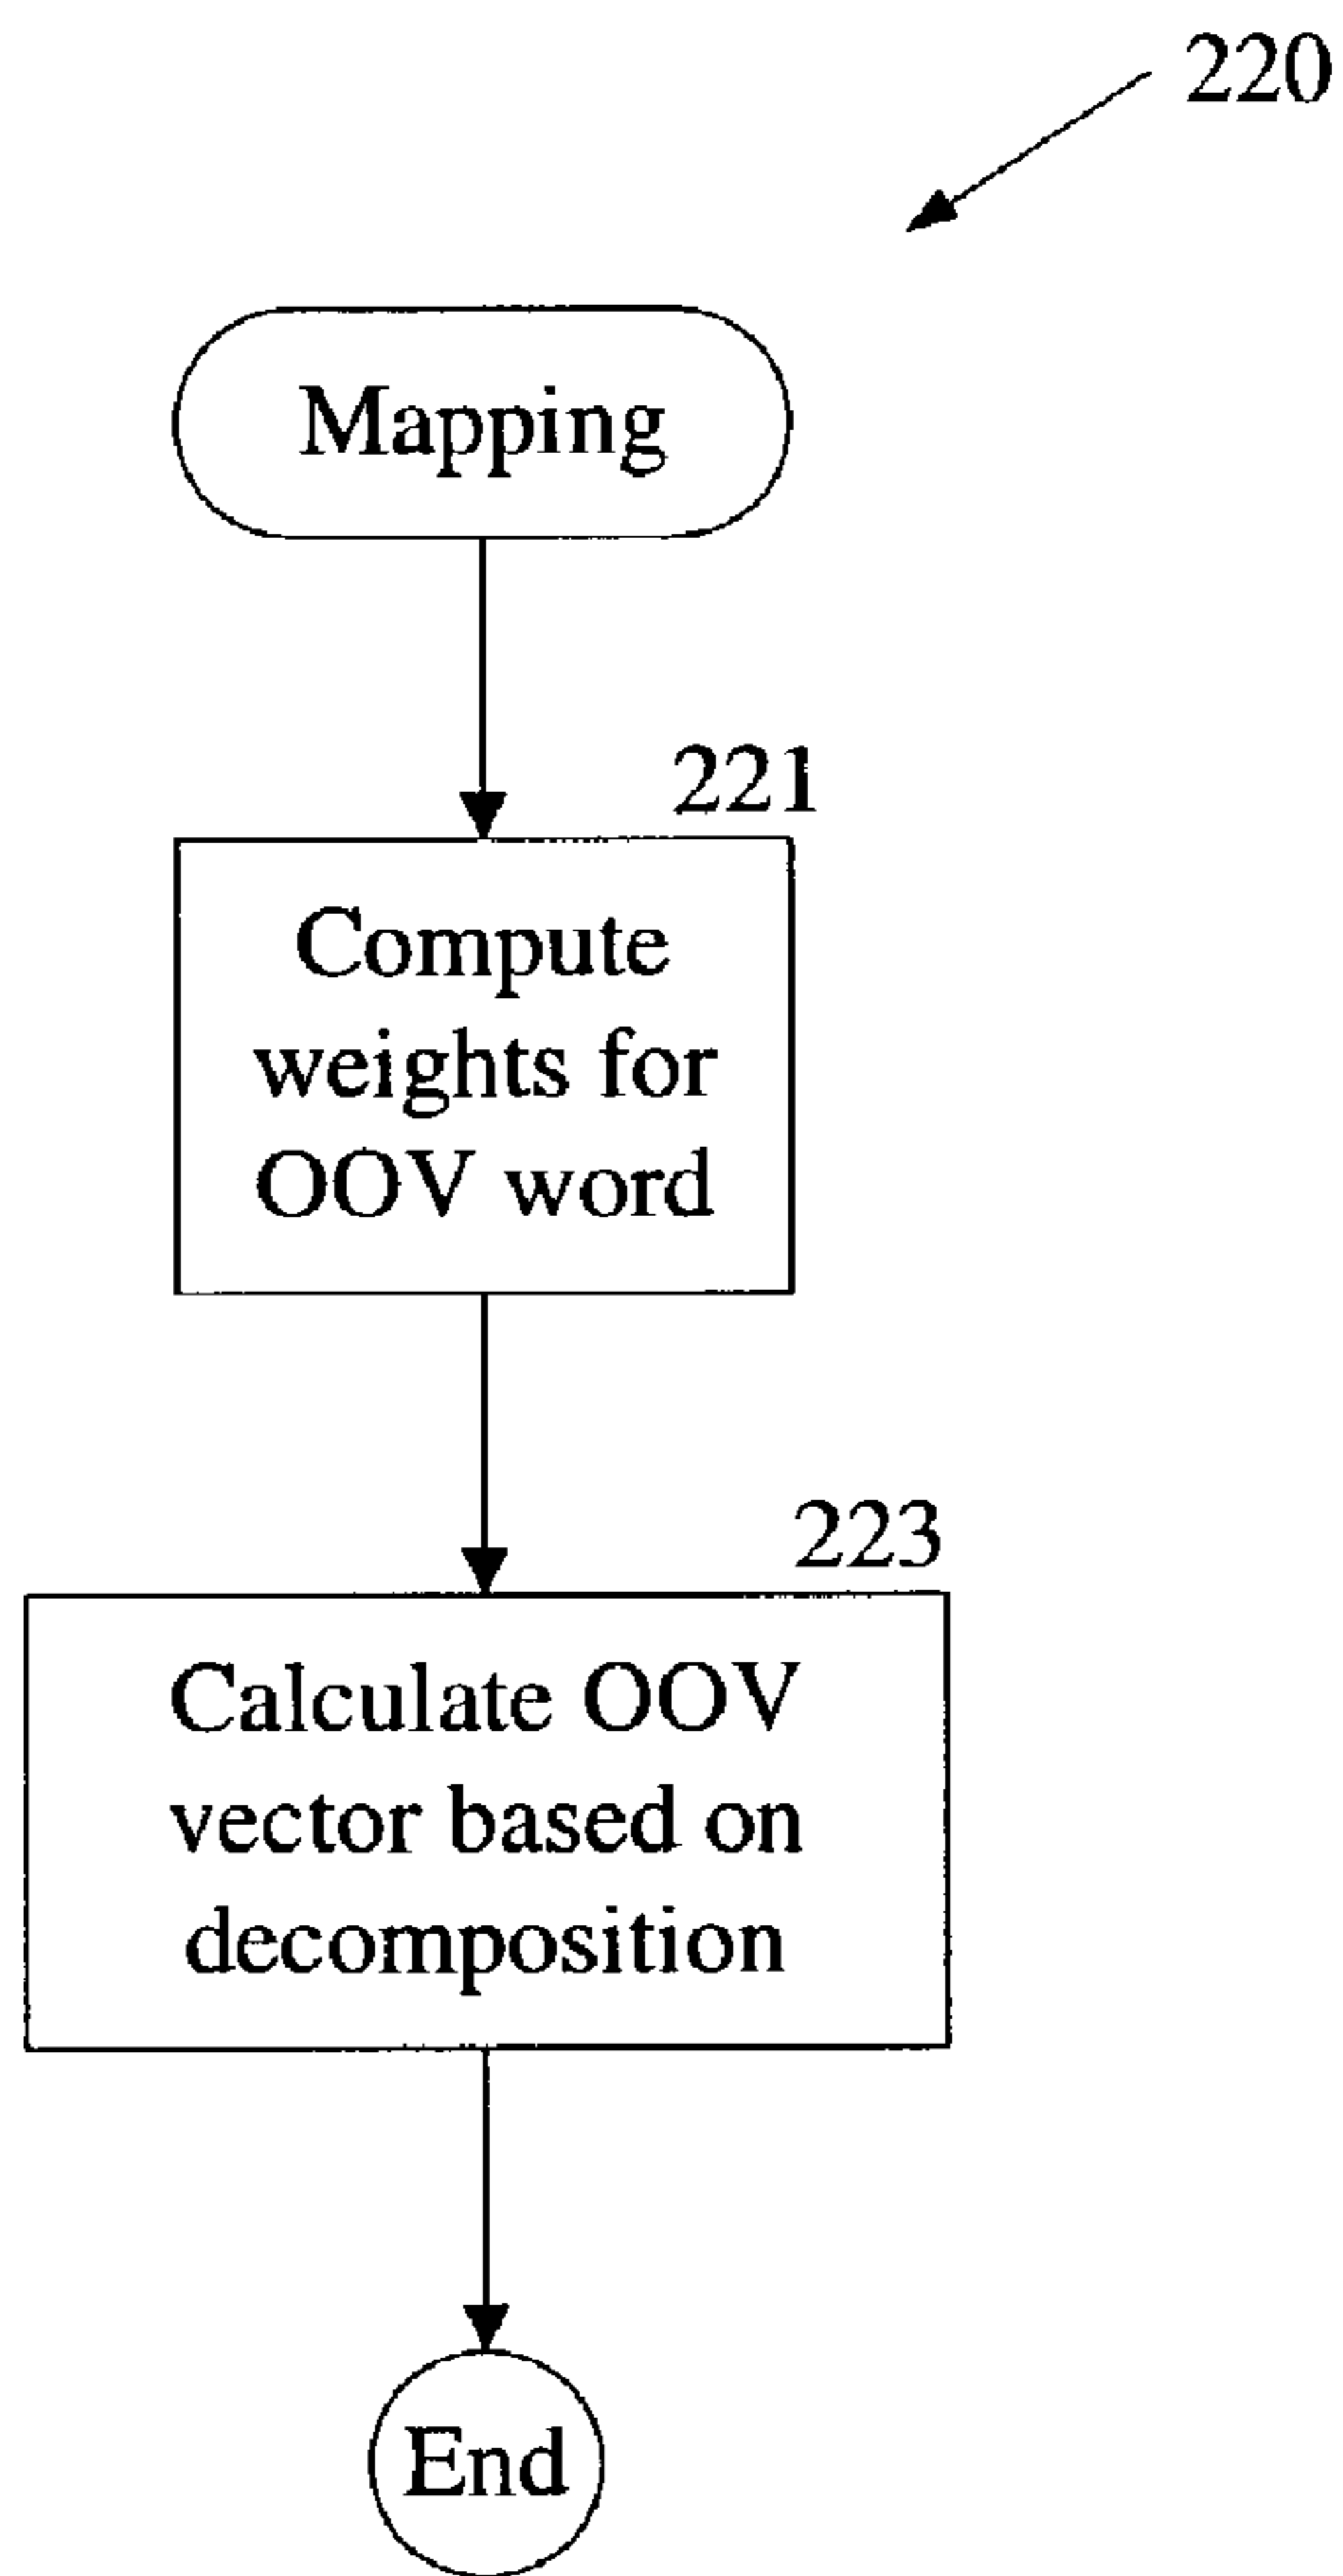 220
Mapping
221
Compute
weights for
OOV word
223
Calculate OOV
vector based on
decomposition
End